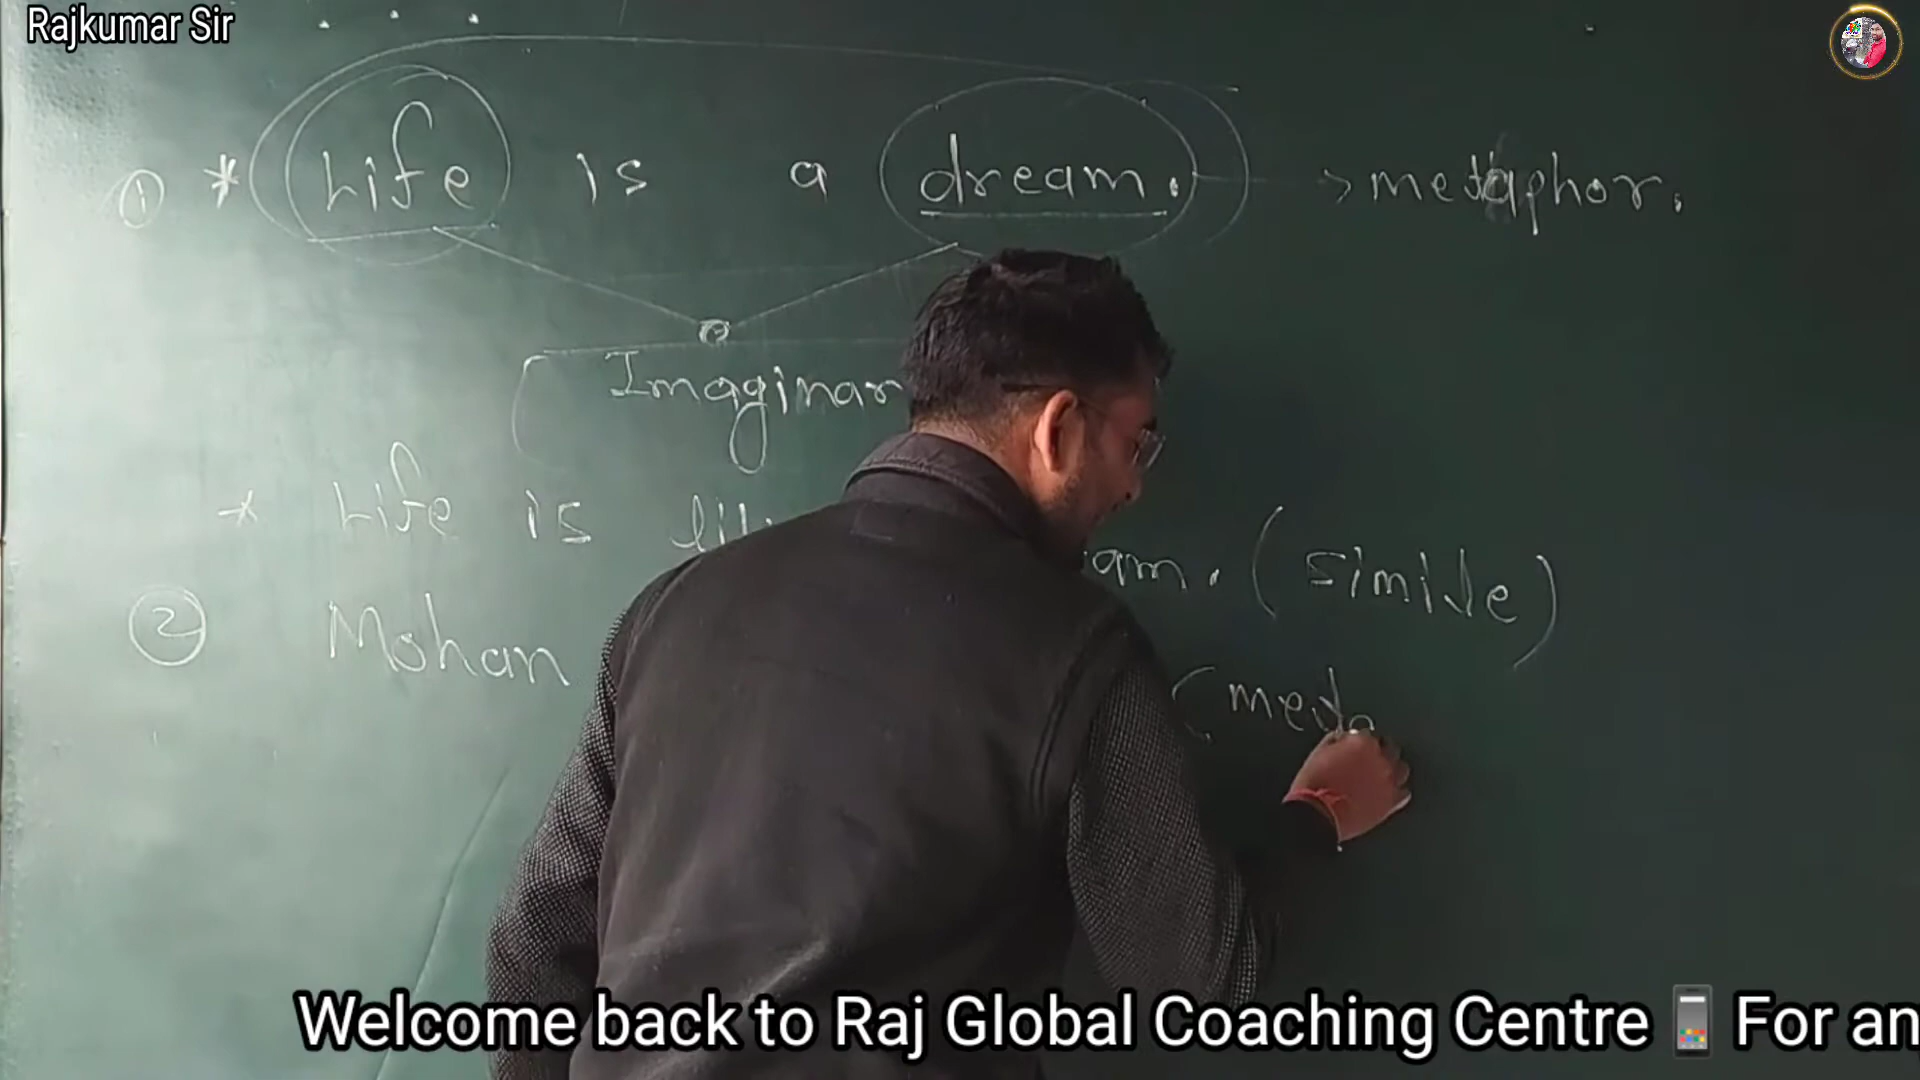 Rajkumar Sir
① * Life is a dream. > metaphor.
Imaginar
* Life is am. (simile)
② Mohan (meta
Welcome back to Raj Global Coaching Centre📱 For an